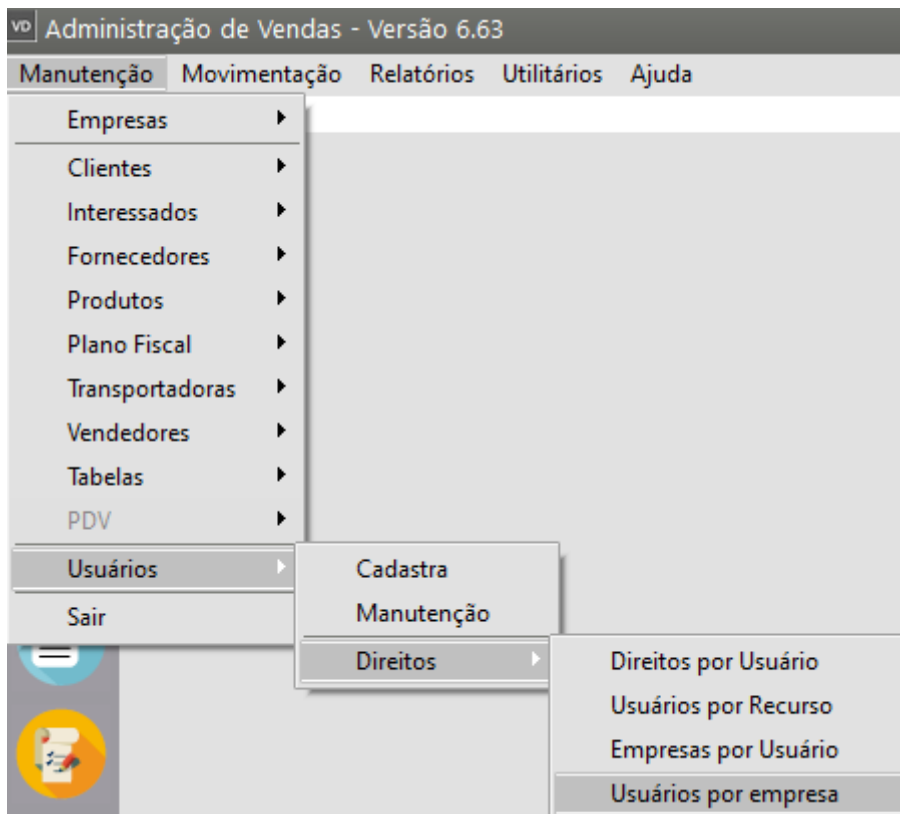 VD Administração de Vendas - Versão 6.63
Manutenção Movimentação Relatórios Utilitários Ajuda
Empresas
Clientes
Interessados
Fornecedores
Produtos
Plano Fiscal
Transportadoras
Vendedores
Tabelas
PDV
Usuários
Sair
Cadastra
Manutenção
Direitos
Direitos por Usuário
Usuários por Recurso
Empresas por Usuário
Usuários por empresa